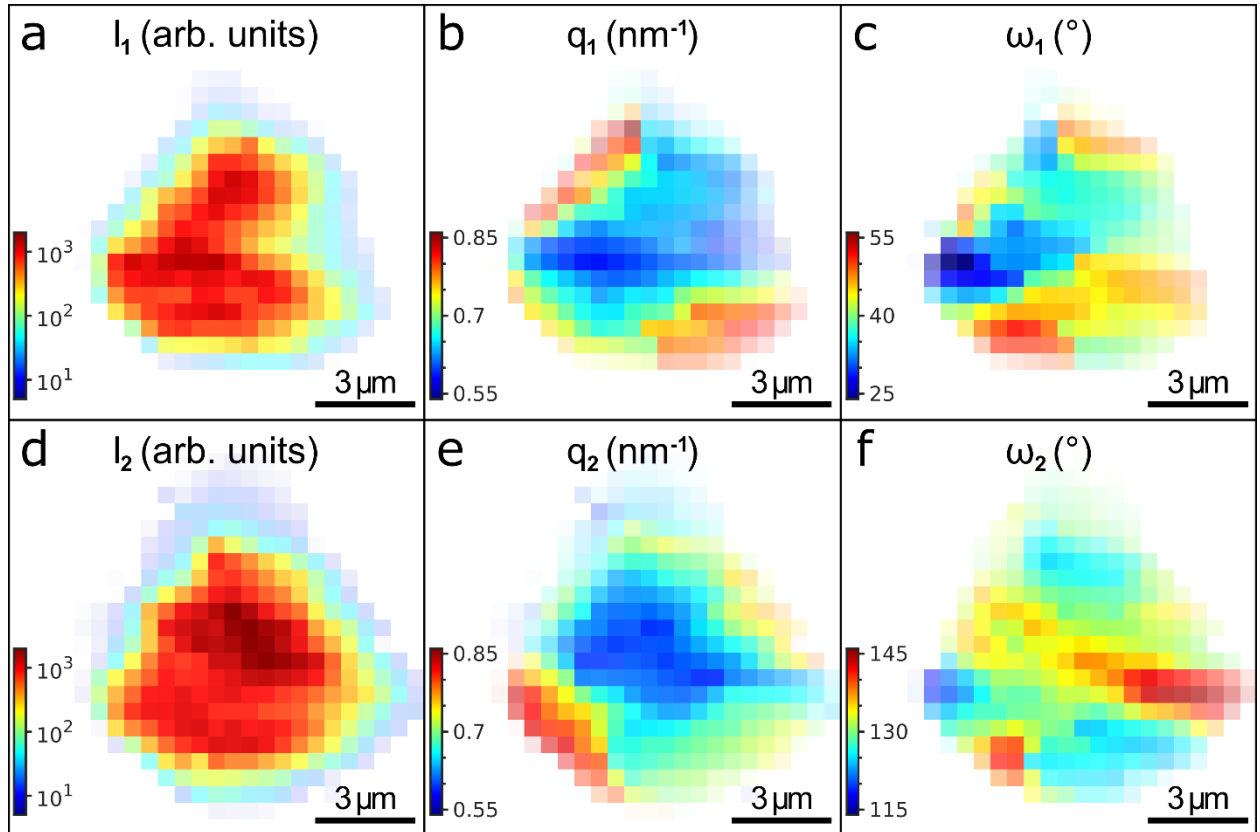 a I₁ (arb. units)
10³
10²
10¹
3 µm
b q₁ (nm⁻¹)
0.85
0.7
0.55
3 µm
c ω₁ (°)
55
40
25
3 µm
d I₂ (arb. units)
10³
10²
10¹
3 µm
e q₂ (nm⁻¹)
0.85
0.7
0.55
3 µm
f ω₂ (°)
145
130
115
3 µm